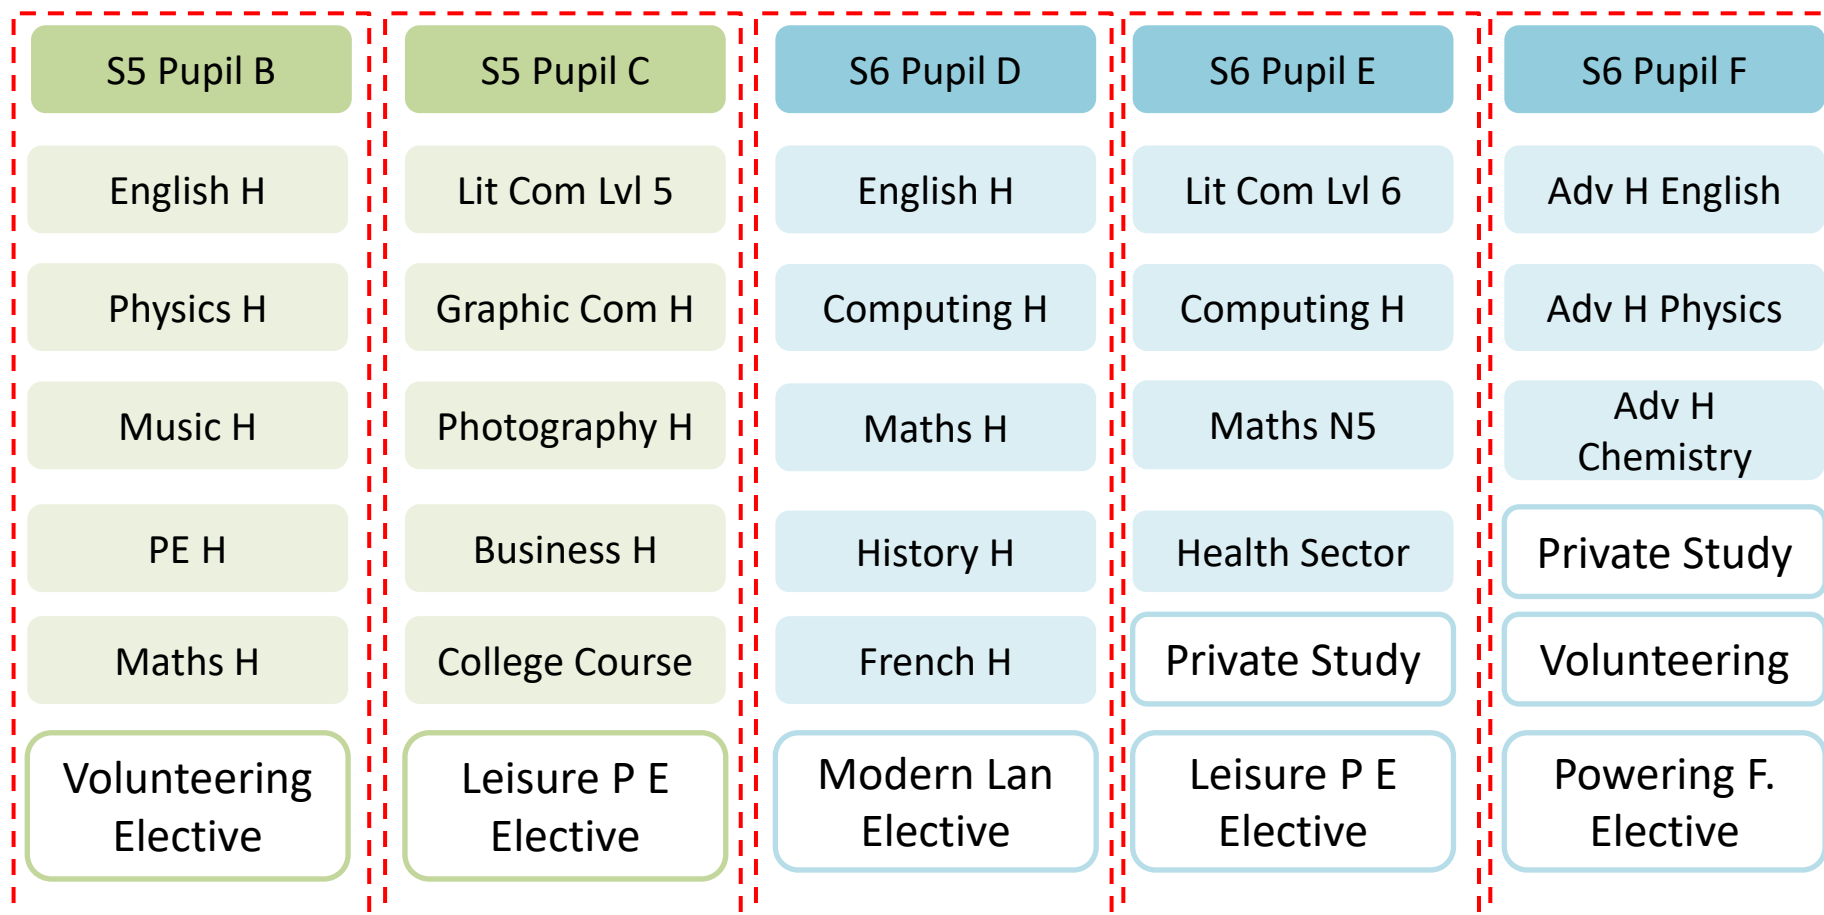 S5 Pupil B
English H
Physics H
Music H
PE H
Maths H
Volunteering
Elective
S5 Pupil C
Lit Com Lvl 5
Graphic Com H
Photography H
Business H
College Course
Leisure P E
Elective
S6 Pupil D
English H
Computing H
Maths H
History H
French H
Modern Lan
Elective
S6 Pupil E
Lit Com Lvl 6
Computing H
Maths N5
Health Sector
Private Study
Leisure P E
Elective
S6 Pupil F
Adv H English
Adv H Physics
Adv H
Chemistry
Private Study
Volunteering
Powering F.
Elective